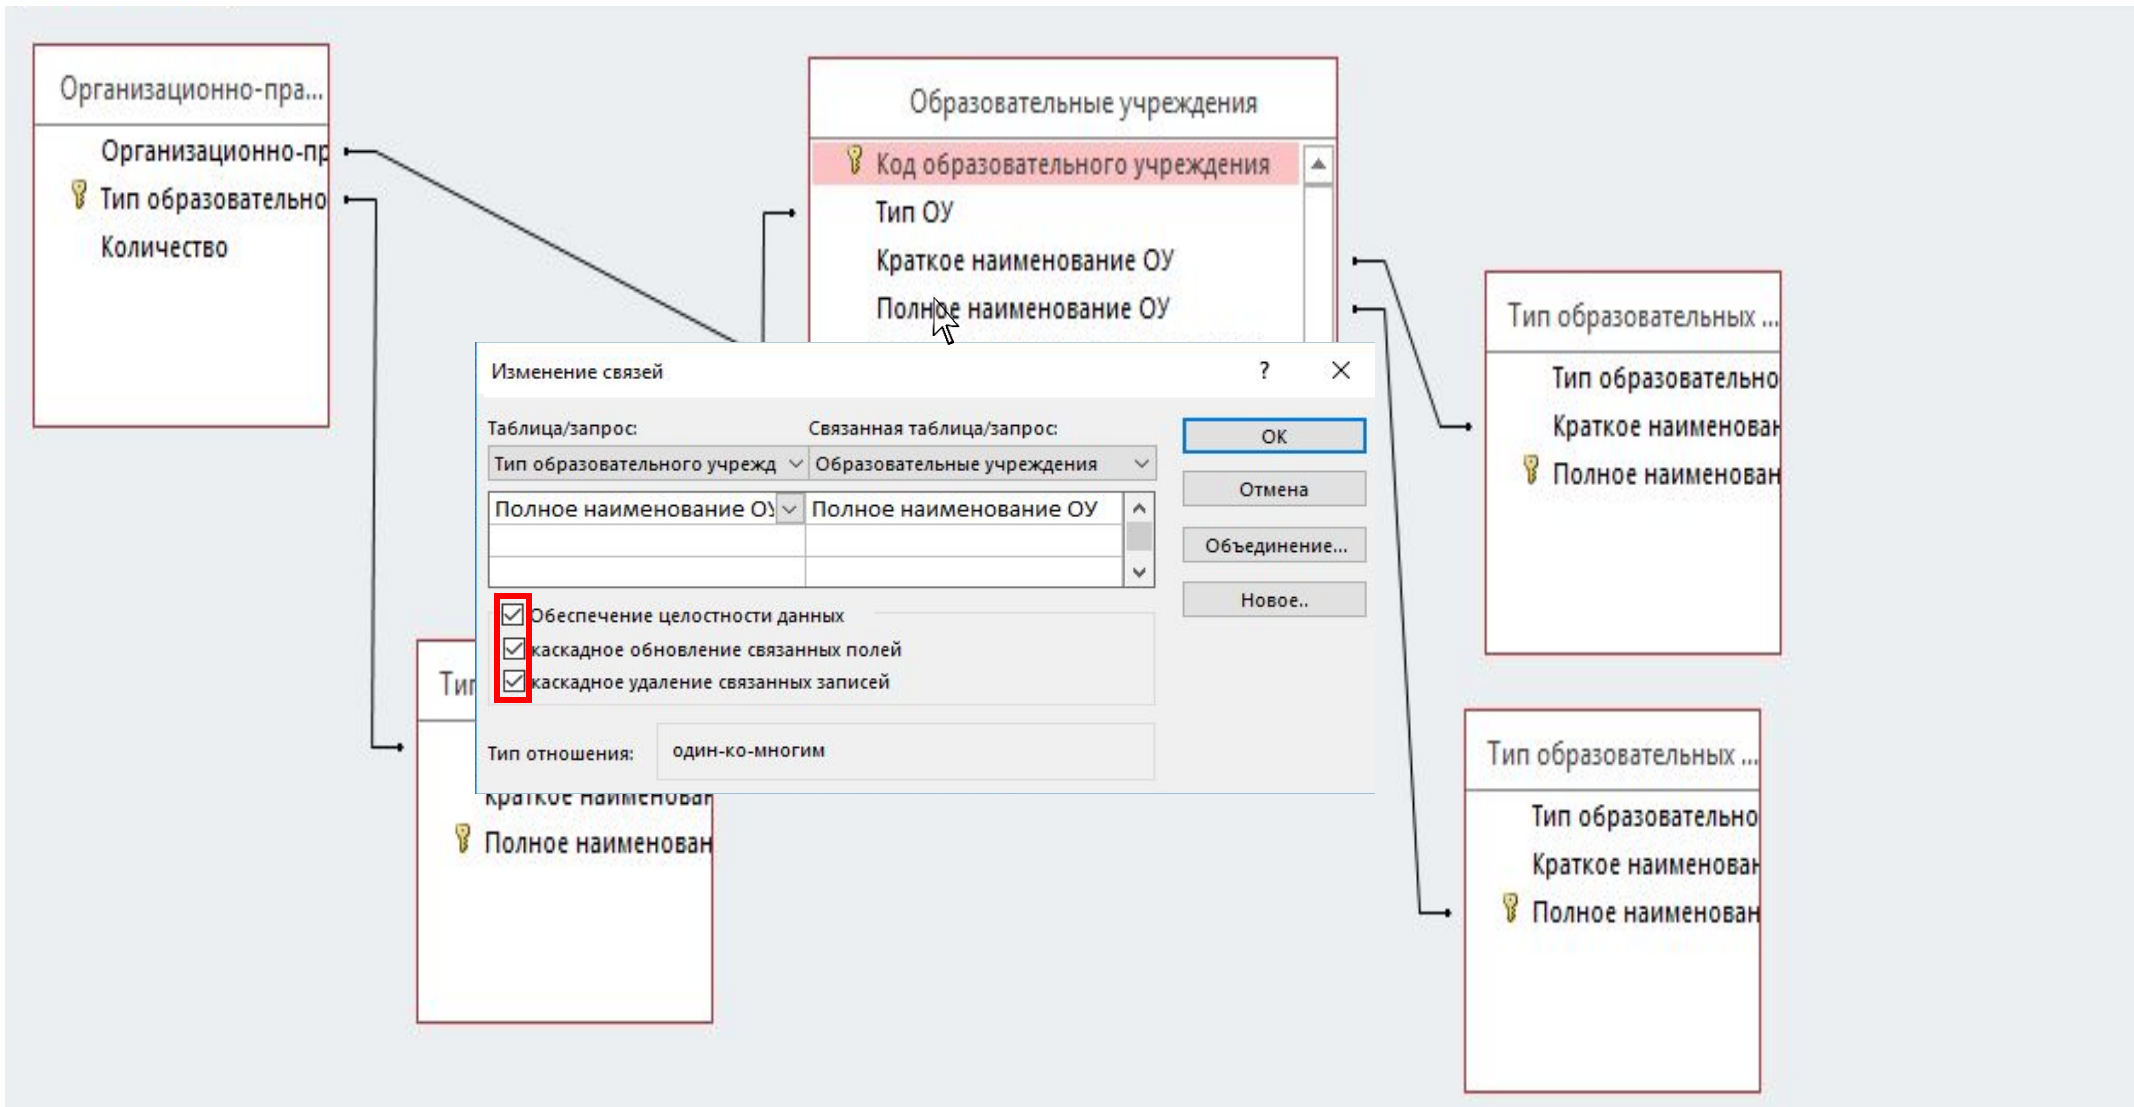 Организационно-пра...
Организационно-пр
Тип образовательно
Количество
Образовательные учреждения
Код образовательного учреждения
Тип ОУ
Краткое наименование ОУ
Полное наименование ОУ
Тип образовательных ...
Тип образовательно
Краткое наименован
Полное наименован
Изменение связей
?
Таблица/запрос:
Связанная таблица/запрос:
Тип образовательного учрежд
Образовательные учреждения
Полное наименование ОУ
Полное наименование ОУ
Обеспечение целостности данных
каскадное обновление связанных полей
каскадное удаление связанных записей
Тип отношения:
один-ко-многим
ОК
Отмена
Объединение...
Новое..
Тип
Краткое наименован
Полное наименован
Тип образовательных ...
Тип образовательно
Краткое наименован
Полное наименован